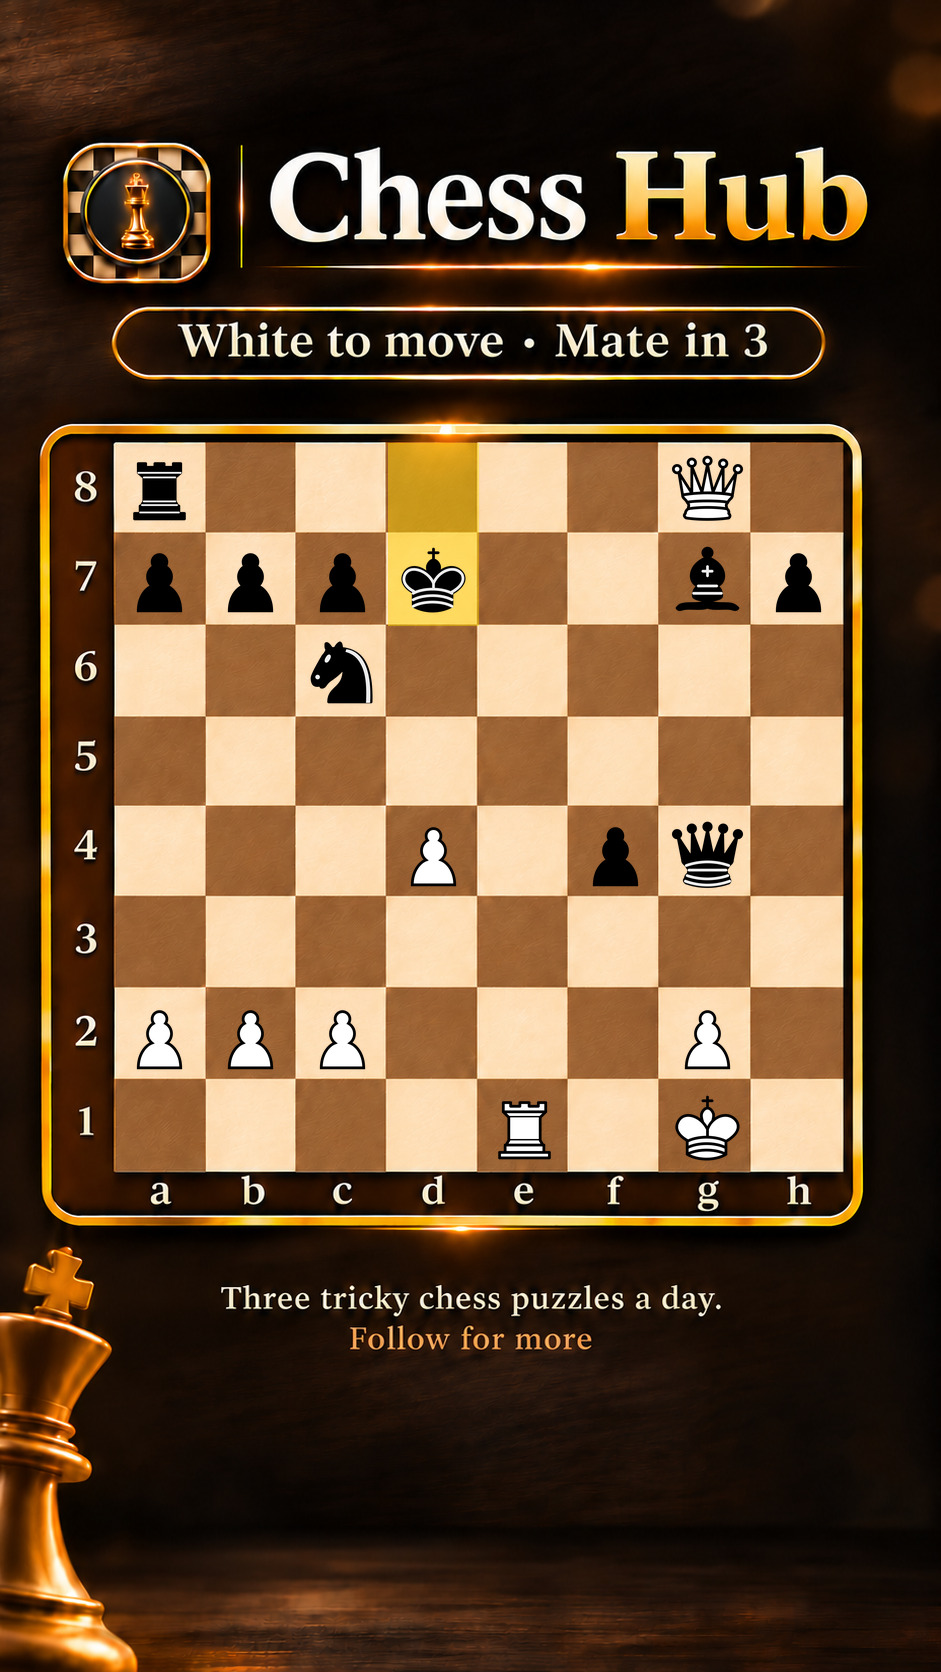 Chess Hub
White to move • Mate in 3
8
7
6
5
4
3
2
1
a b c d e f g h
Three tricky chess puzzles a day.
Follow for more